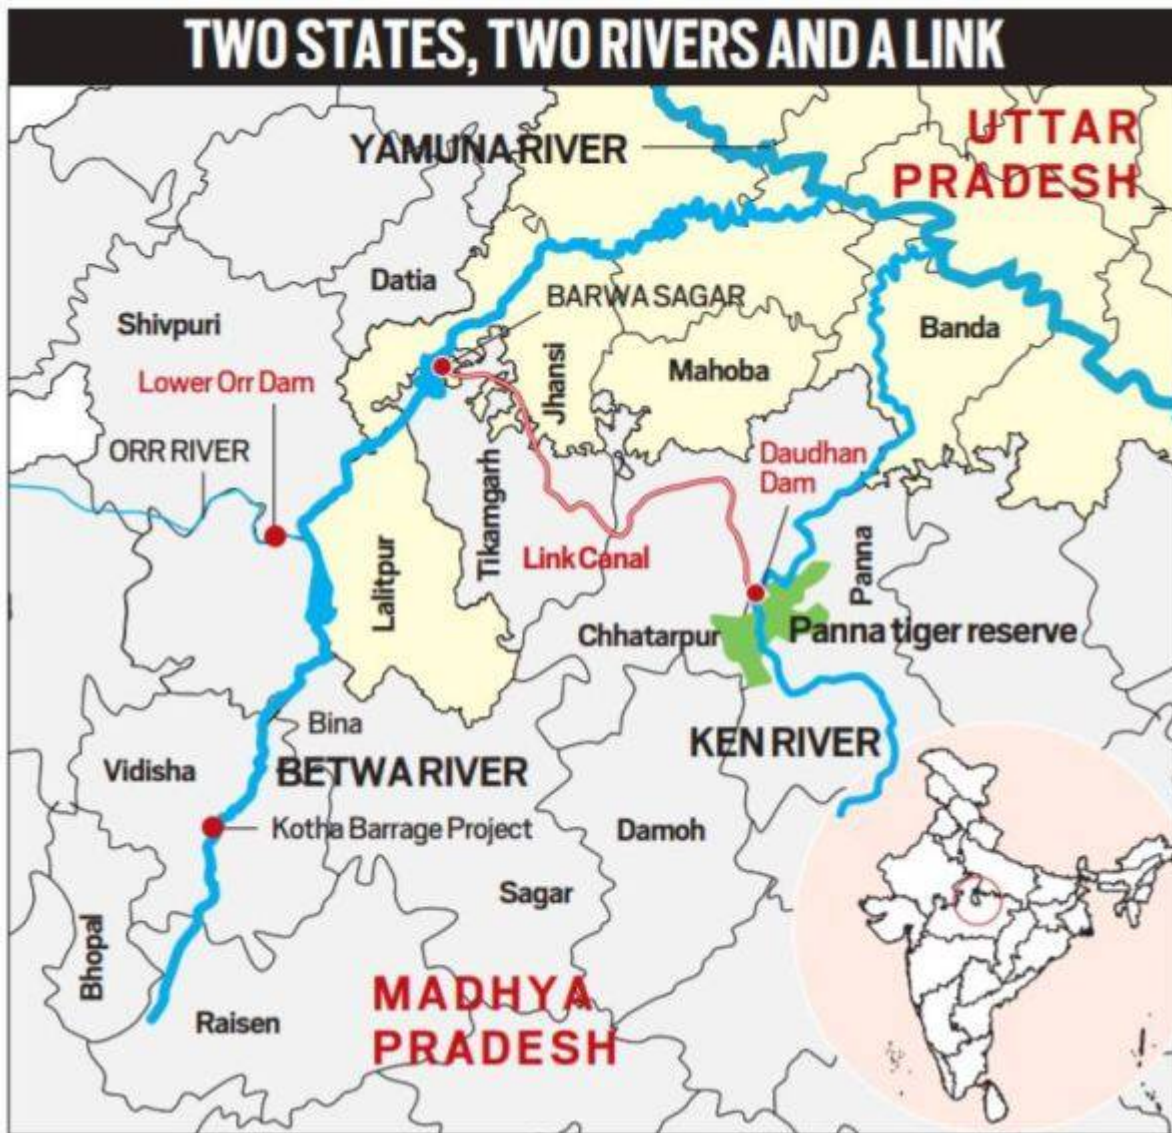 TWO STATES, TWO RIVERS AND A LINK
YAMUNA RIVER
UTTAR
PRADESH
Datia
BARWA SAGAR
Shivpuri
Banda
Lower Orr Dam
Jhansi
Mahoba
ORR RIVER
Daudhan
Dam
Tikamgarh
Link Canal
Lalitpur
Panna
Chhatarpur
Panna tiger reserve
Bina
KEN RIVER
Vidisha
BETWA RIVER
Kotha Barrage Project
Damoh
Sagar
Bhopal
MADHYA
PRADESH
Raisen